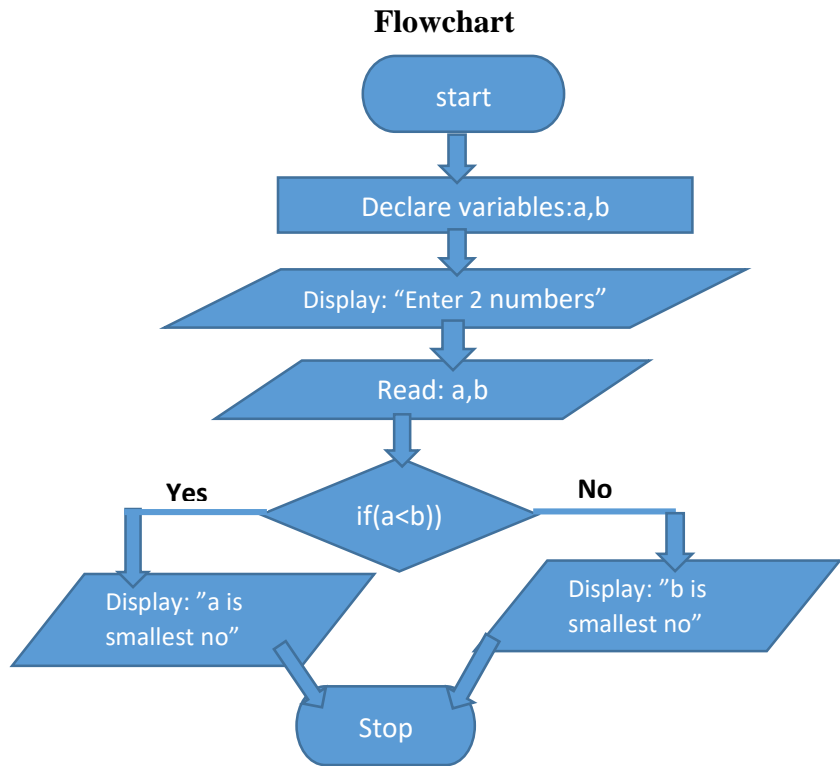 Flowchart
start
Declare variables:a,b
Display: “Enter 2 numbers”
Read: a,b
Yes
No
if(a<b))
Display: ”a is
smallest no”
Display: ”b is
smallest no”
Stop